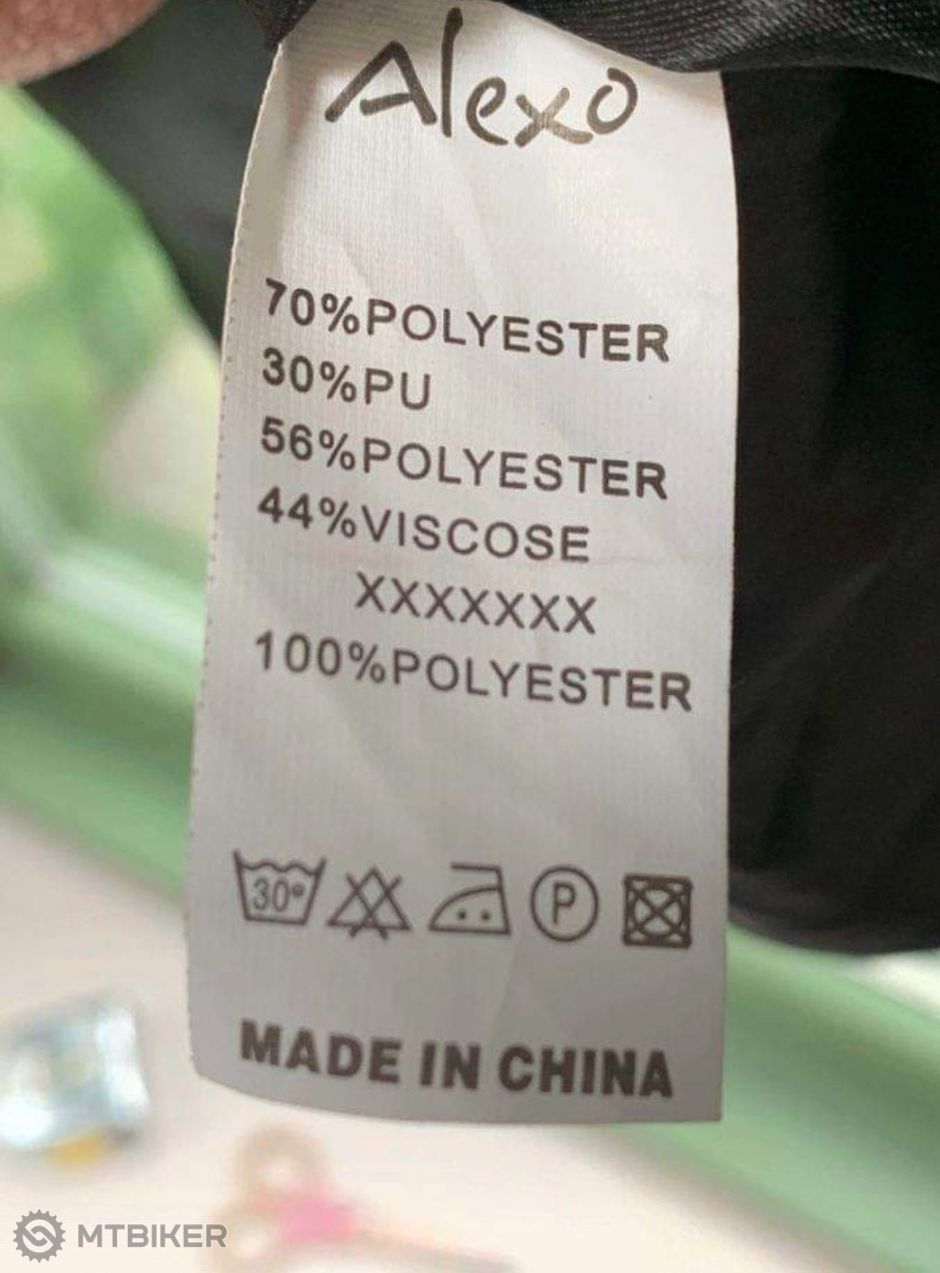 Alexo
70%POLYESTER
30%PU
56%POLYESTER
44%VISCOSE
XXXXXXX
100%POLYESTER
30° P
MADE IN CHINA
MTBIKER